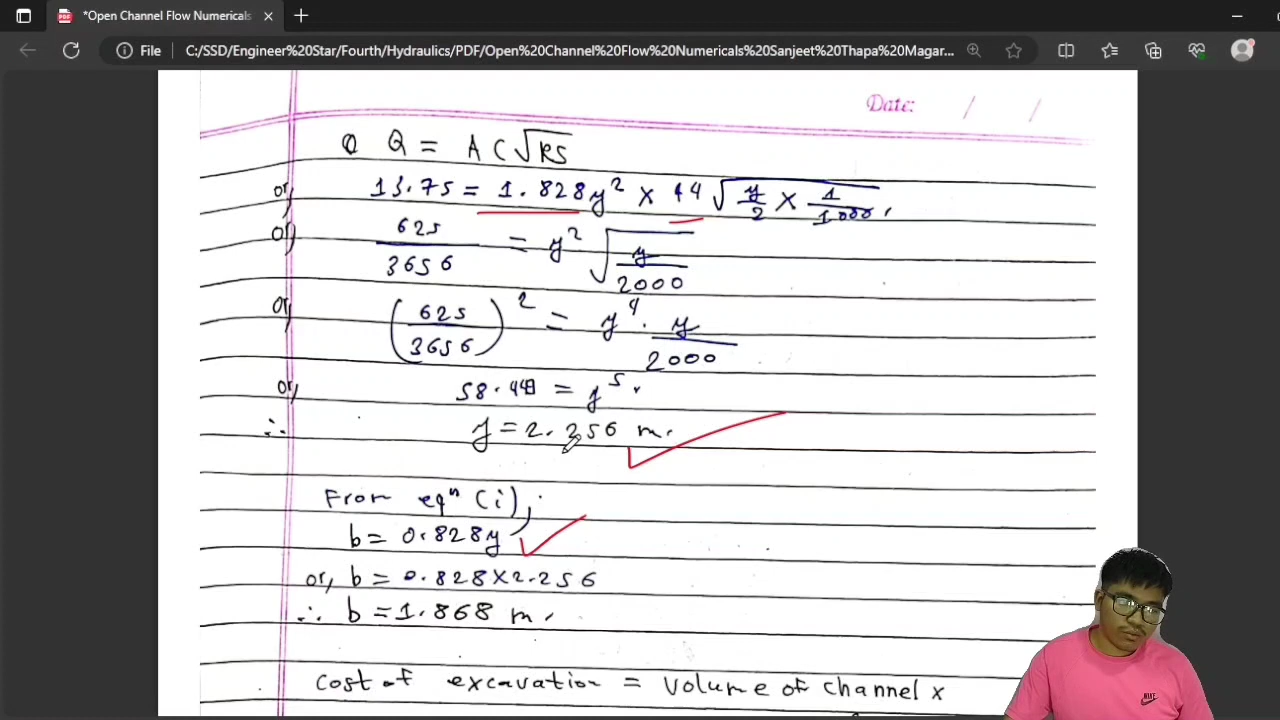 *Open Channel Flow Numericals
File C:/SSD/Engineer%20Star/Fourth/Hydraulics/PDF/Open%20Channel%20Flow%20Numericals%20Sanjeet%20Thapa%20Magar...
Date: / /
Q = AC√RS
or, 13.75 = 1.828y² × 44 √(y/2 × 1/1000),
or, 625/3656 = y² √(y/2000)
or, (625/3656)² = y⁴ · y/2000
or, 58.448 = y⁵.
∴ y = 2.256 m.
From eqⁿ (i),
b = 0.828y
or, b = 0.828×2.256
∴ b = 1.868 m.
Cost of excavation = Volume of channel ×